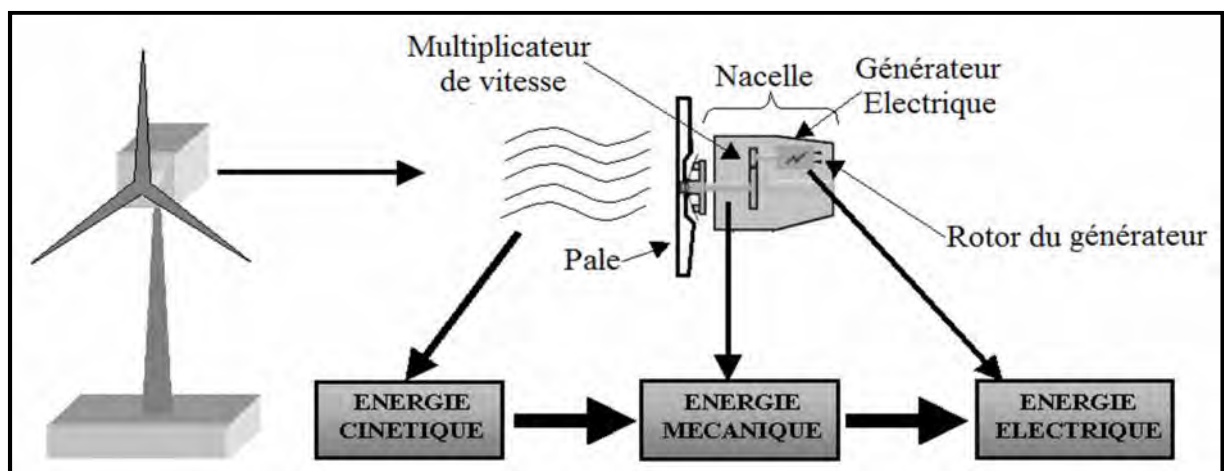 Multiplicateur
de vitesse
Nacelle
Générateur
Electrique
Pale
Rotor du générateur
ENERGIE
CINETIQUE
ENERGIE
MECANIQUE
ENERGIE
ELECTRIQUE